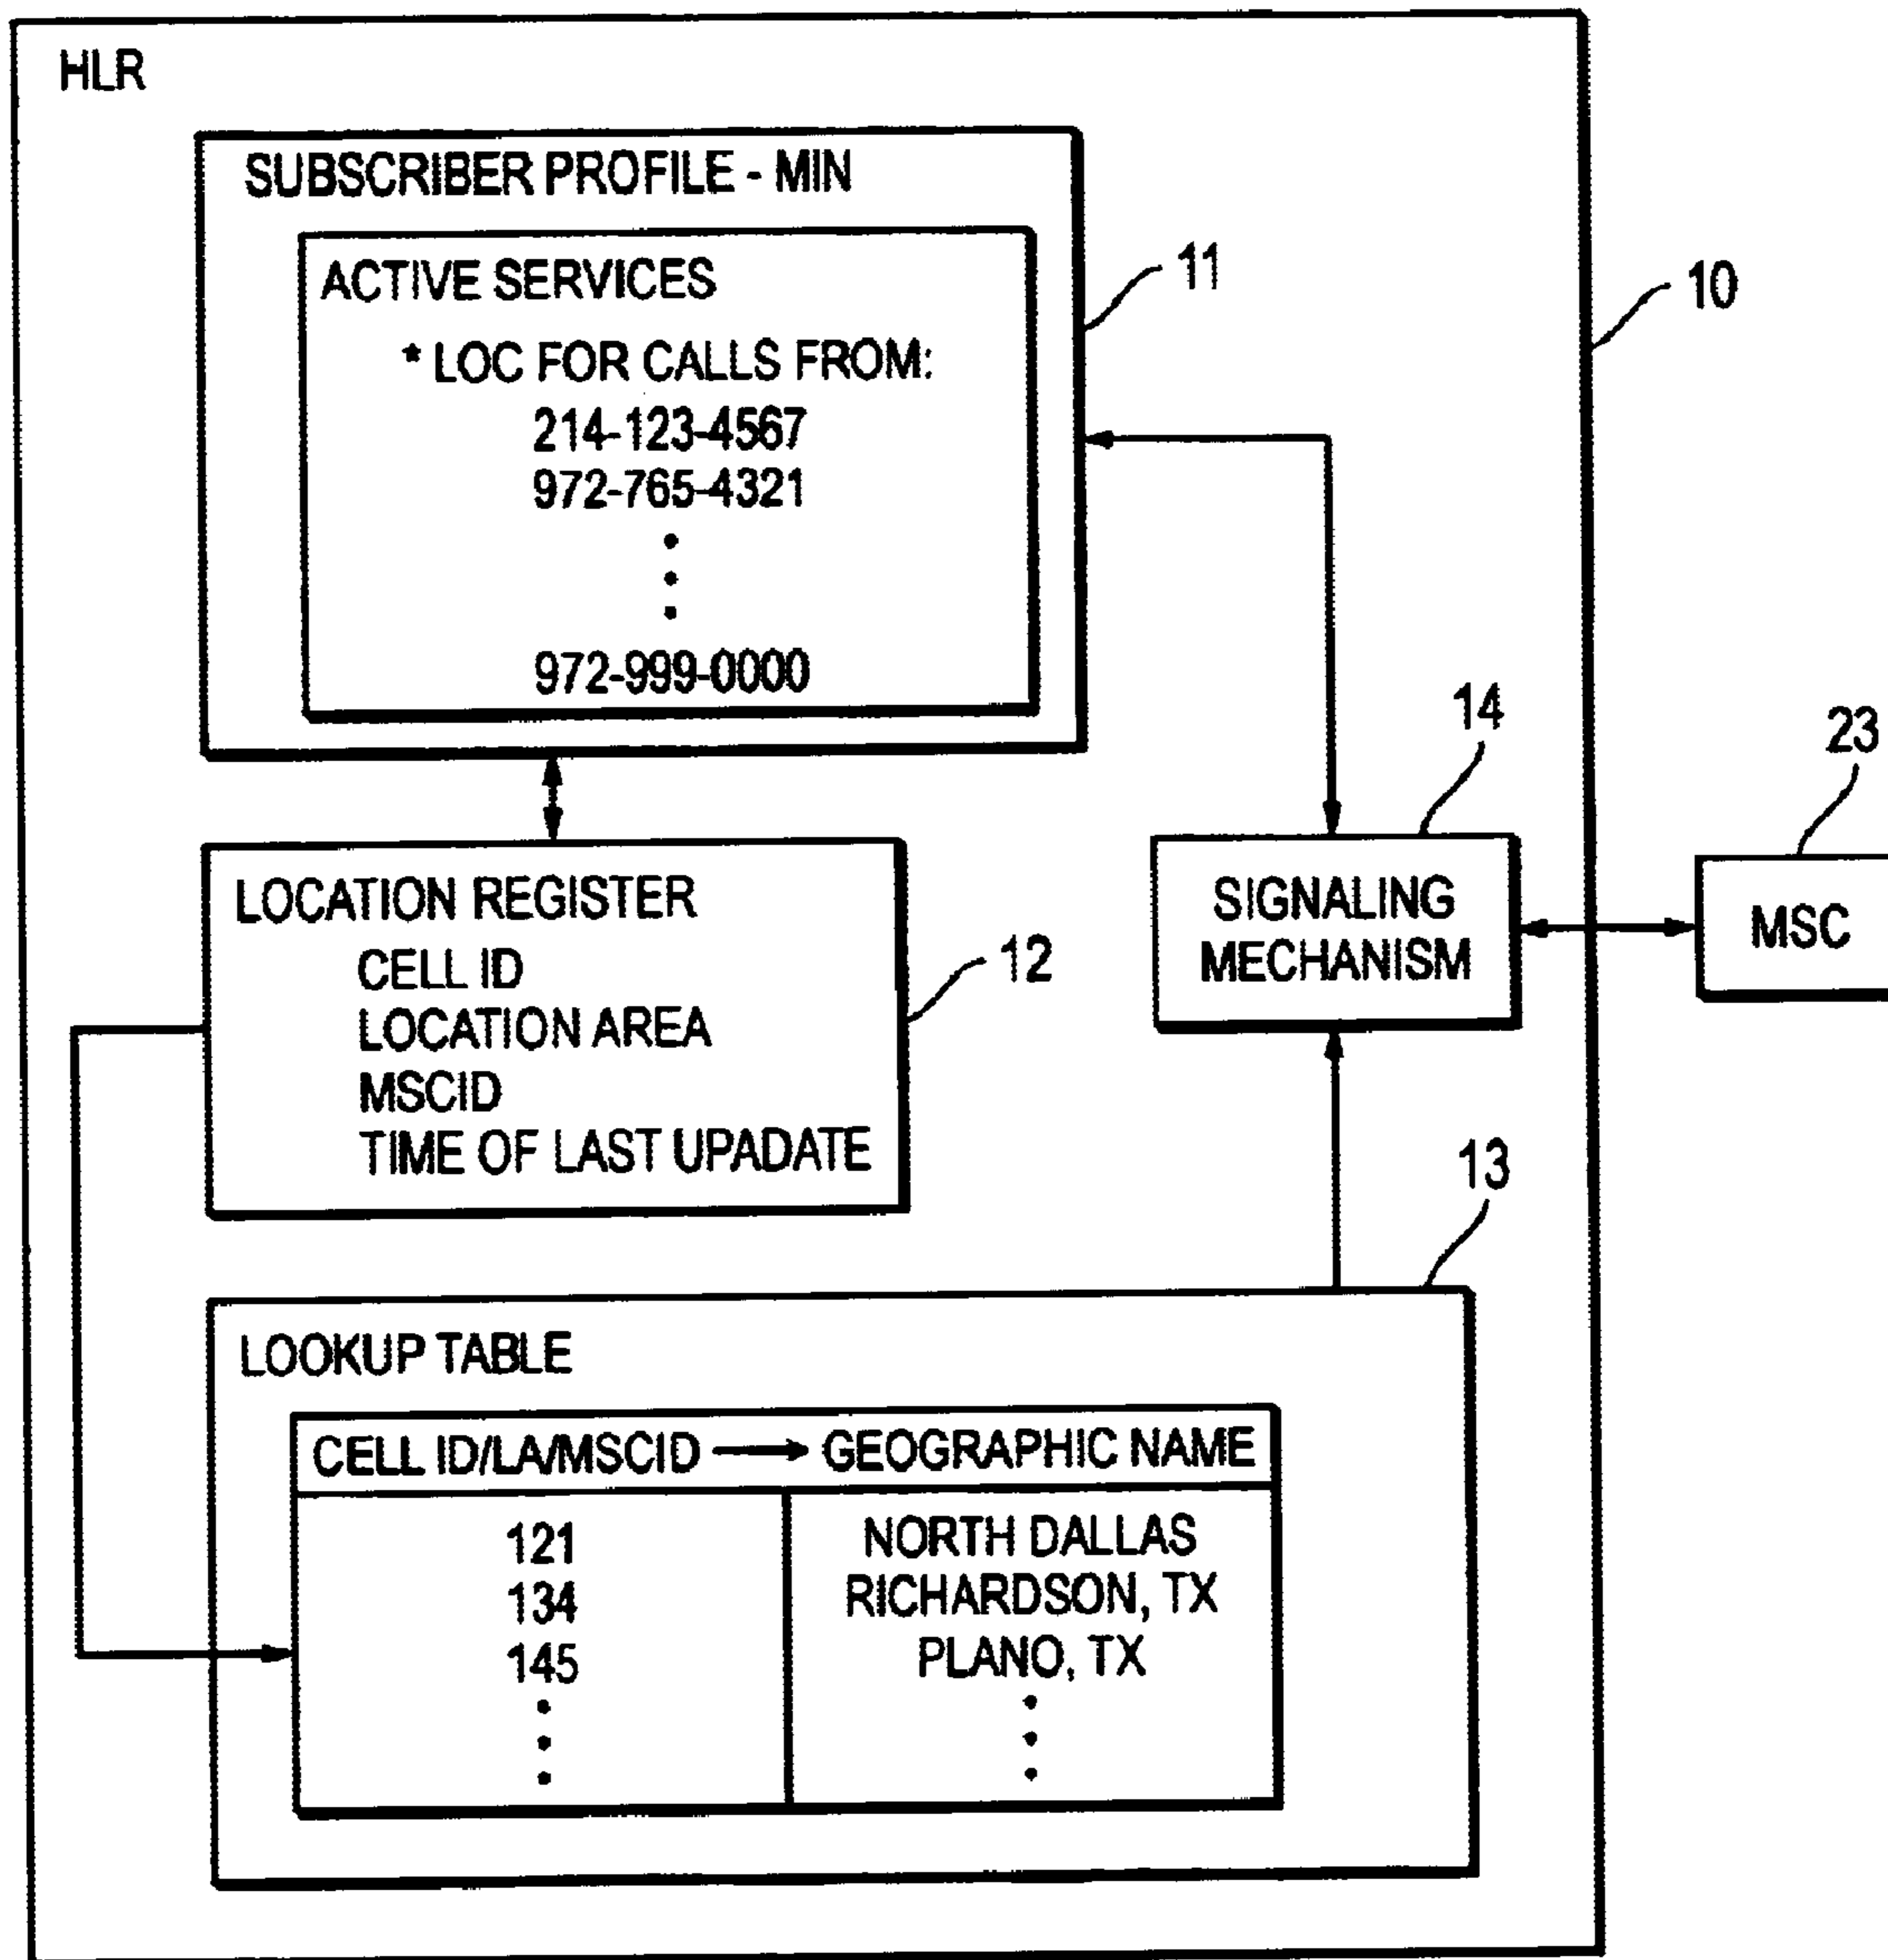 HLR
SUBSCRIBER PROFILE - MIN
ACTIVE SERVICES
* LOC FOR CALLS FROM:
214-123-4567
972-765-4321
972-999-0000
11
10
14
23
LOCATION REGISTER
CELL ID
LOCATION AREA
MSCID
TIME OF LAST UPADATE
12
SIGNALING
MECHANISM
MSC
13
LOOKUP TABLE
CELL ID/LA/MSCID → GEOGRAPHIC NAME
121 NORTH DALLAS
134 RICHARDSON, TX
145 PLANO, TX